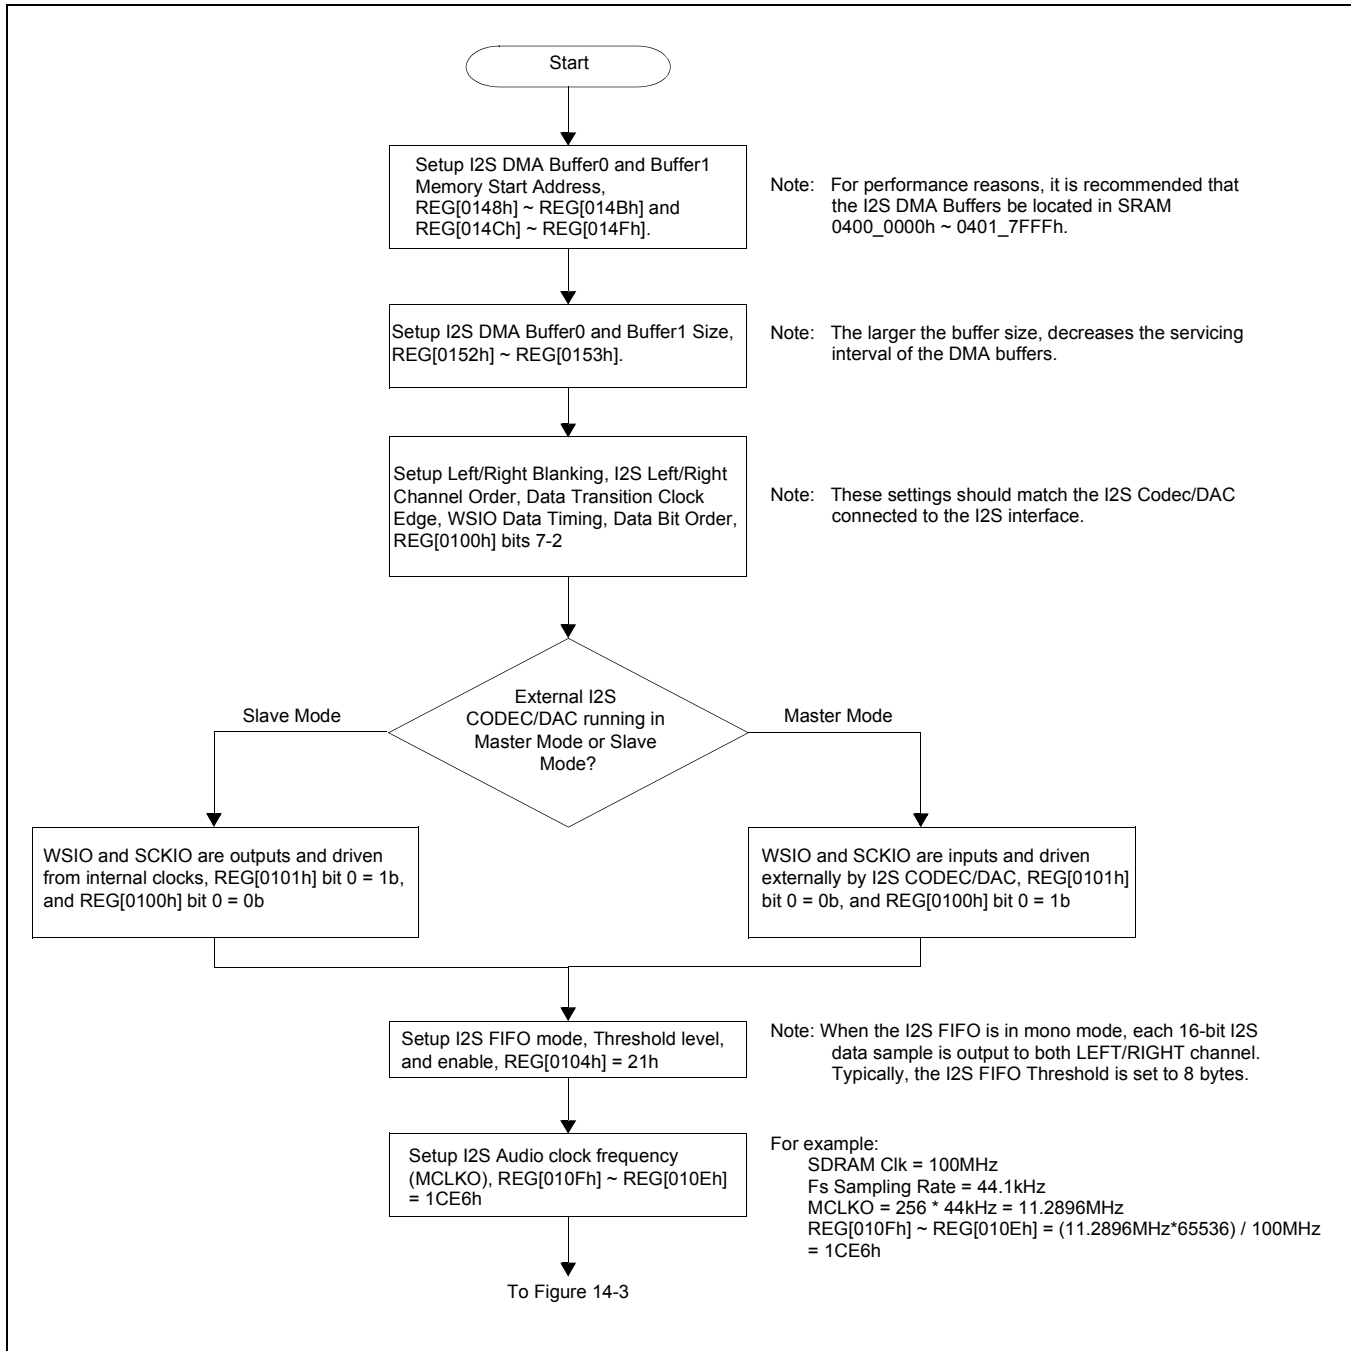 Start
Setup I2S DMA Buffer0 and Buffer1
Memory Start Address,
REG[0148h] ~ REG[014Bh] and
REG[014Ch] ~ REG[014Fh].
Note: For performance reasons, it is recommended that
the I2S DMA Buffers be located in SRAM
0400_0000h ~ 0401_7FFFh.
Setup I2S DMA Buffer0 and Buffer1 Size,
REG[0152h] ~ REG[0153h].
Note: The larger the buffer size, decreases the servicing
interval of the DMA buffers.
Setup Left/Right Blanking, I2S Left/Right
Channel Order, Data Transition Clock
Edge, WSIO Data Timing, Data Bit Order,
REG[0100h] bits 7-2
Note: These settings should match the I2S Codec/DAC
connected to the I2S interface.
External I2S
CODEC/DAC running in
Master Mode or Slave
Mode?
Slave Mode
Master Mode
WSIO and SCKIO are outputs and driven
from internal clocks, REG[0101h] bit 0 = 1b,
and REG[0100h] bit 0 = 0b
WSIO and SCKIO are inputs and driven
externally by I2S CODEC/DAC, REG[0101h]
bit 0 = 0b, and REG[0100h] bit 0 = 1b
Setup I2S FIFO mode, Threshold level,
and enable, REG[0104h] = 21h
Note: When the I2S FIFO is in mono mode, each 16-bit I2S
data sample is output to both LEFT/RIGHT channel.
Typically, the I2S FIFO Threshold is set to 8 bytes.
Setup I2S Audio clock frequency
(MCLKO), REG[010Fh] ~ REG[010Eh]
= 1CE6h
For example:
SDRAM Clk = 100MHz
Fs Sampling Rate = 44.1kHz
MCLKO = 256 * 44kHz = 11.2896MHz
REG[010Fh] ~ REG[010Eh] = (11.2896MHz*65536) / 100MHz
= 1CE6h
To Figure 14-3